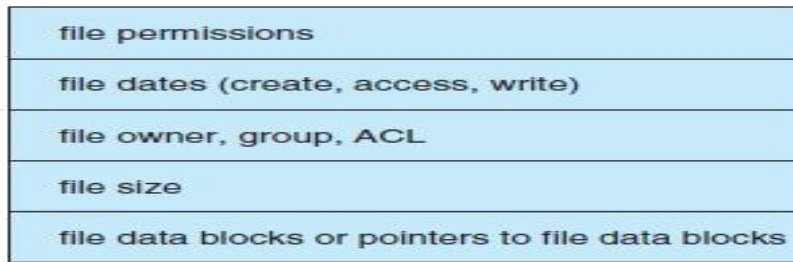 file permissions
file dates (create, access, write)
file owner, group, ACL
file size
file data blocks or pointers to file data blocks